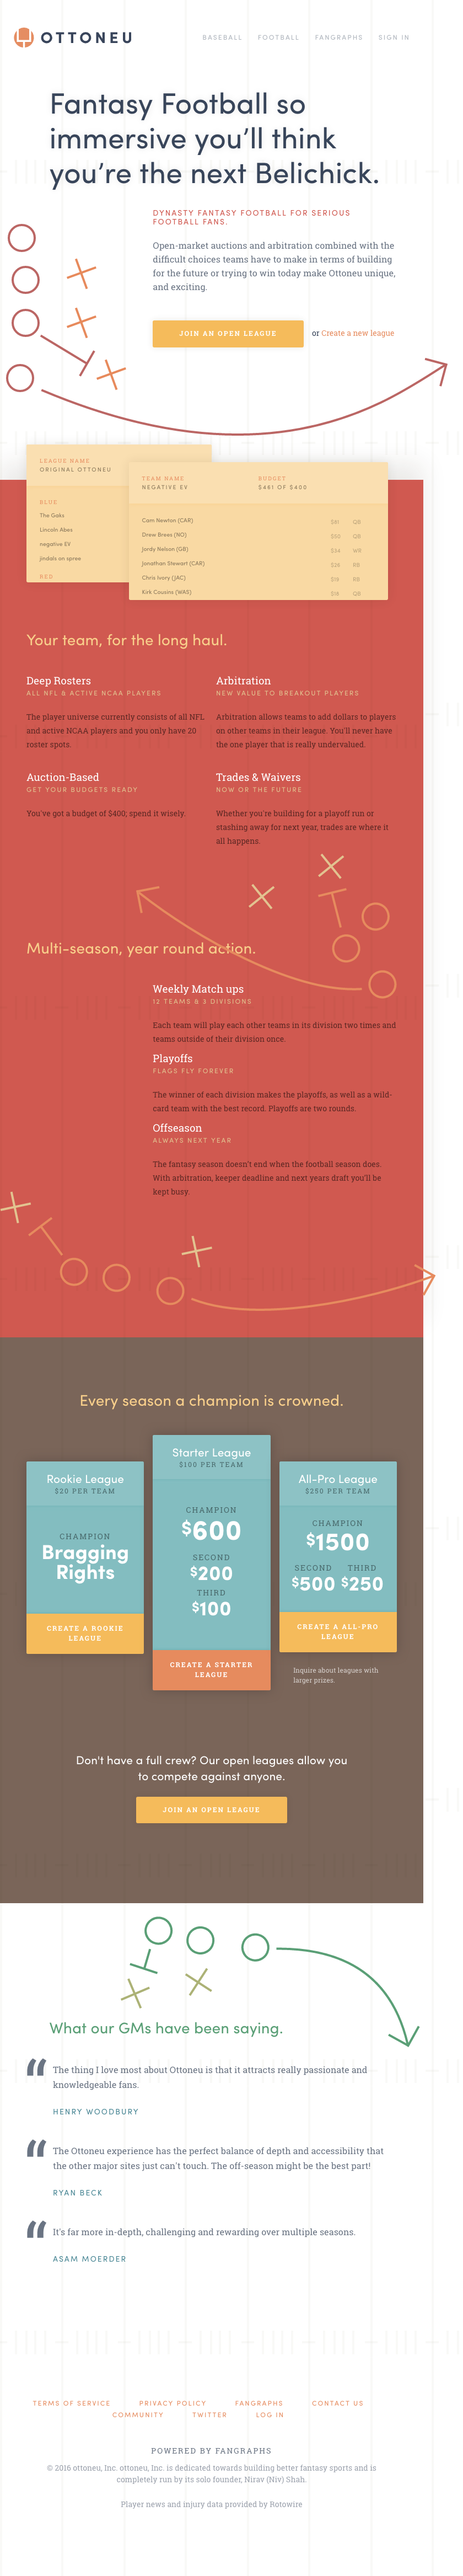 OTTONEU
BASEBALL FOOTBALL FANGRAPHS SIGN IN
Fantasy Football so
immersive you'll think
you're the next Belichick.
DYNASTY FANTASY FOOTBALL FOR SERIOUS
FOOTBALL FANS.
Open-market auctions and arbitration combined with the
difficult choices teams have to make in terms of building
for the future or trying to win today make Ottoneu unique,
and exciting.
JOIN AN OPEN LEAGUE or Create a new league
LEAGUE NAME
ORIGINAL OTTONEU
BLUE
The Gaks
Lincoln Abes
negative EV
jindals on spree
RED
TEAM NAME BUDGET
NEGATIVE EV $481 OF $400
Cam Newton (CAR) QB
Drew Brees (NO) QB
Jordy Nelson (GB) WR
Jonathan Stewart (CAR) RB
Chris Ivory (JAC) RB
Kirk Cousins (WAS) QB
Your team, for the long haul.
Deep Rosters
ALL NFL & ACTIVE NCAA PLAYERS
The player universe currently consists of all NFL
and active NCAA players and you only have 20
roster spots.
Arbitration
NEW VALUE TO BREAKOUT PLAYERS
Arbitration allows teams to add dollars to players
on other teams in their league. You'll never have
the one player that is really undervalued.
Auction-Based
GET YOUR BUDGETS READY
You've got a budget of $400; spend it wisely.
Trades & Waivers
NOW OR THE FUTURE
Whether you're building for a playoff run or
stashing away for next year, trades are where it
all happens.
Multi-season, year round action.
Weekly Match ups
12 TEAMS & 3 DIVISIONS
Each team will play each other teams in its division two times and
teams outside of their division once.
Playoffs
FLAGS FLY FOREVER
The winner of each division makes the playoffs, as well as a wild-
card team with the best record. Playoffs are two rounds.
Offseason
ALWAYS NEXT YEAR
The fantasy season doesn't end when the football season does.
With arbitration, keeper deadline and next years draft you'll be
kept busy.
Every season a champion is crowned.
Rookie League
$20 PER TEAM
CHAMPION
Bragging
Rights
CREATE A ROOKIE
LEAGUE
Starter League
$100 PER TEAM
CHAMPION
$600
SECOND
$200
THIRD
$100
CREATE A STARTER
LEAGUE
All-Pro League
$250 PER TEAM
CHAMPION
$1500
SECOND THIRD
$500 $250
CREATE A ALL-PRO
LEAGUE
Inquire about leagues with
larger prizes.
Don't have a full crew? Our open leagues allow you
to compete against anyone.
JOIN AN OPEN LEAGUE
What our GMs have been saying.
“ The thing I love most about Ottoneu is that it attracts really passionate and
knowledgeable fans.
HENRY WOODBURY
“ The Ottoneu experience has the perfect balance of depth and accessibility that
the other major sites just can't touch. The off-season might be the best part!
RYAN BECK
“ It's far more in-depth, challenging and rewarding over multiple seasons.
ASAM MOERDER
TERMS OF SERVICE PRIVACY POLICY FANGRAPHS CONTACT US
COMMUNITY TWITTER LOG IN
POWERED BY FANGRAPHS
© 2016 ottoneu, Inc. ottoneu, Inc. is dedicated towards building better fantasy sports and is
completely run by its solo founder, Nirav (Niv) Shah.
Player news and injury data provided by Rotowire